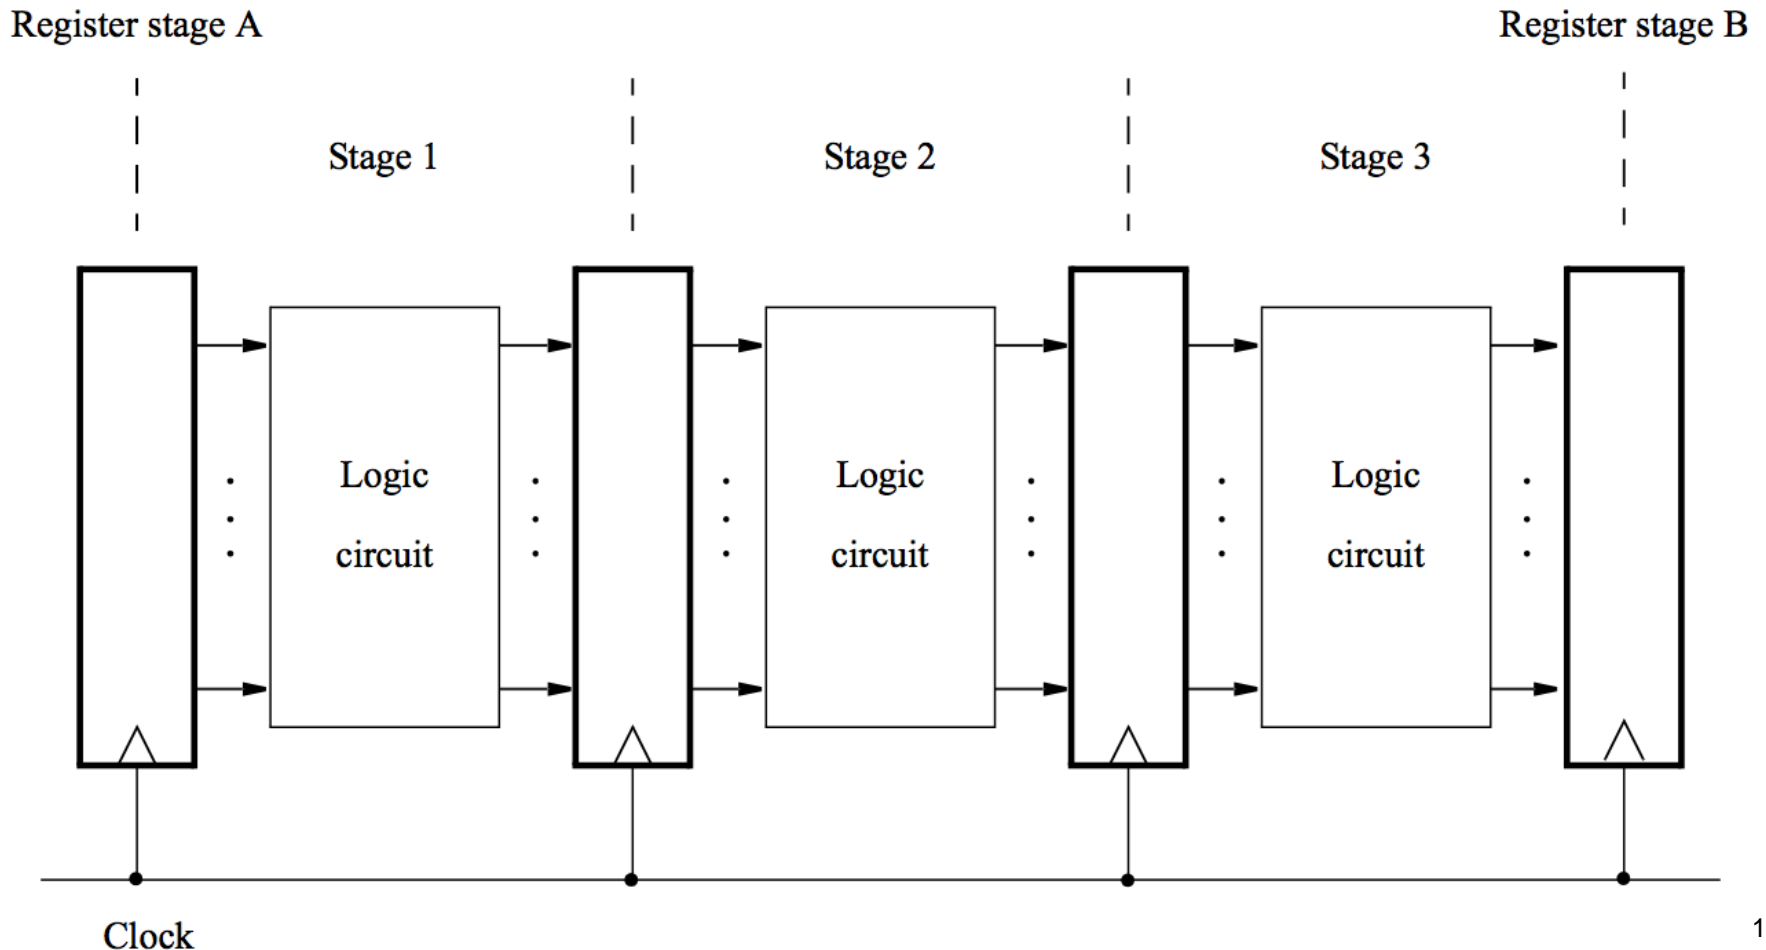 Register stage A
Register stage B
Stage 1
Stage 2
Stage 3
Logic
circuit
Logic
circuit
Logic
circuit
Clock
1